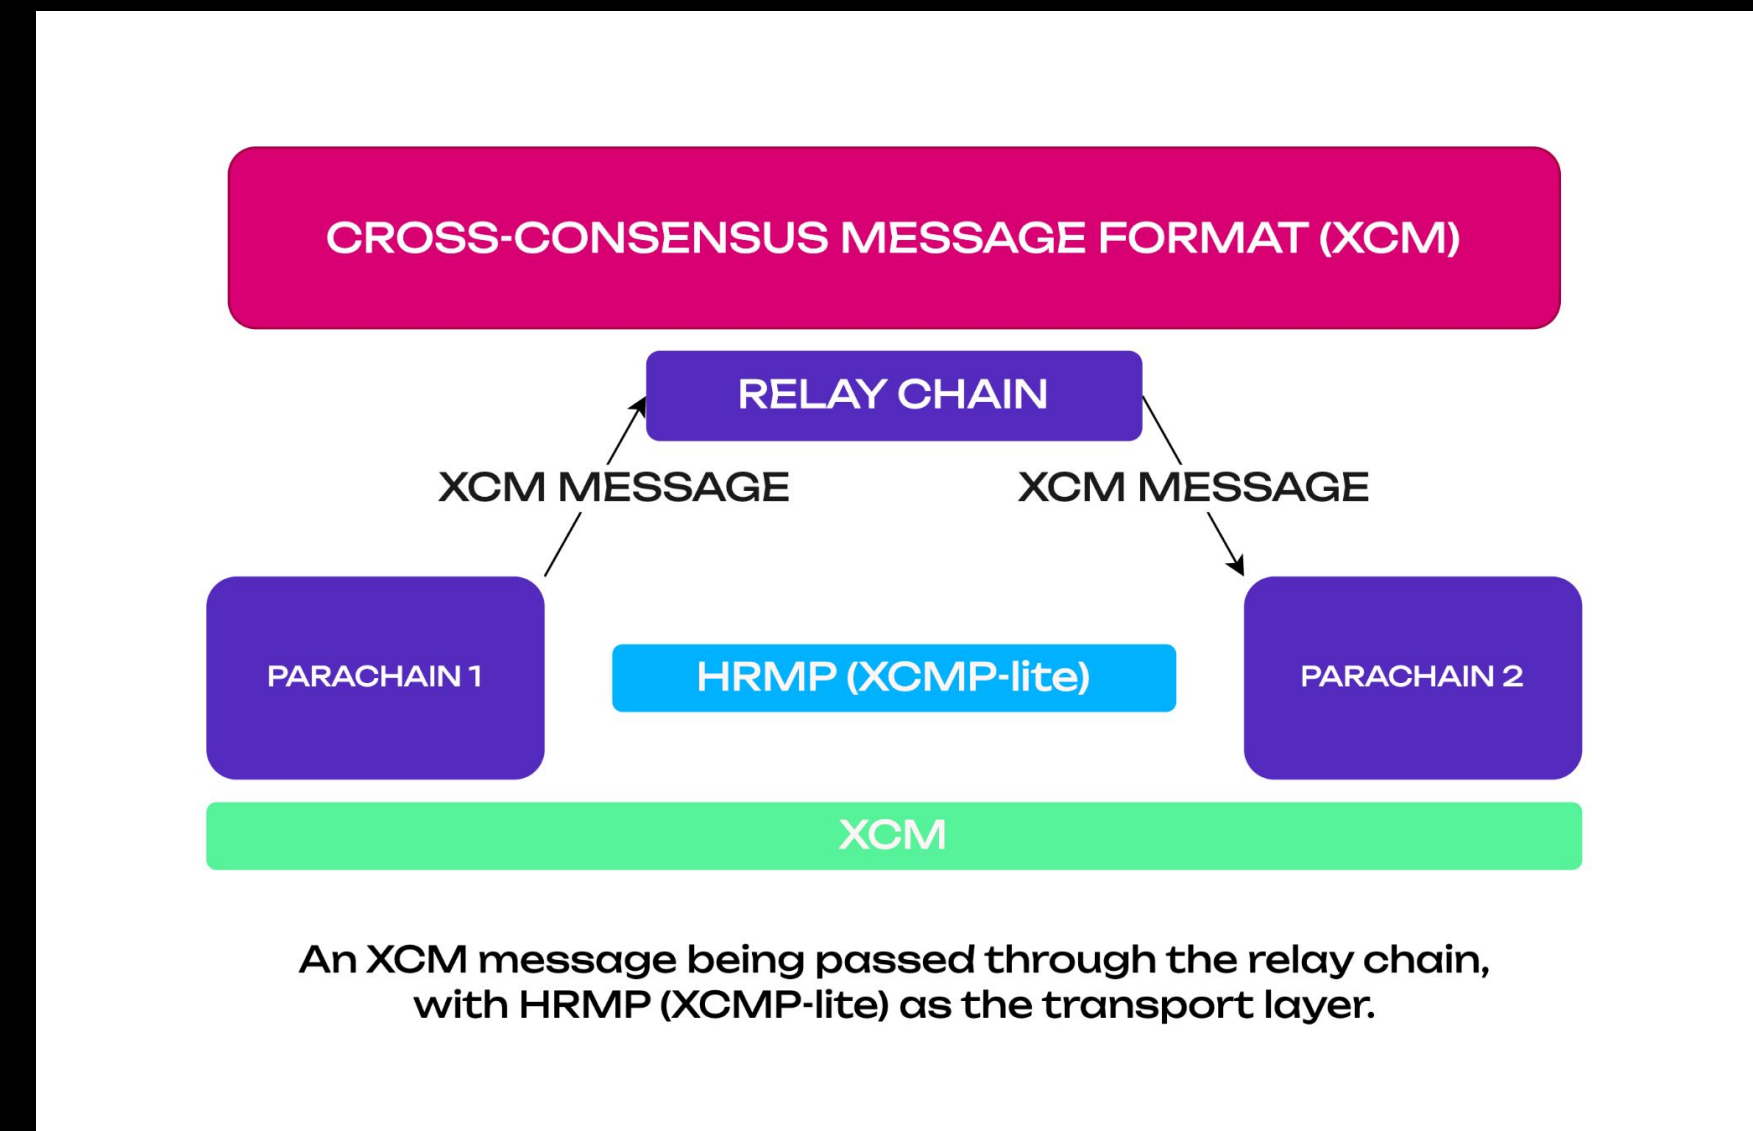 CROSS-CONSENSUS MESSAGE FORMAT (XCM)
RELAY CHAIN
XCM MESSAGE
XCM MESSAGE
PARACHAIN 1
HRMP (XCMP-lite)
PARACHAIN 2
XCM
An XCM message being passed through the relay chain,
with HRMP (XCMP-lite) as the transport layer.